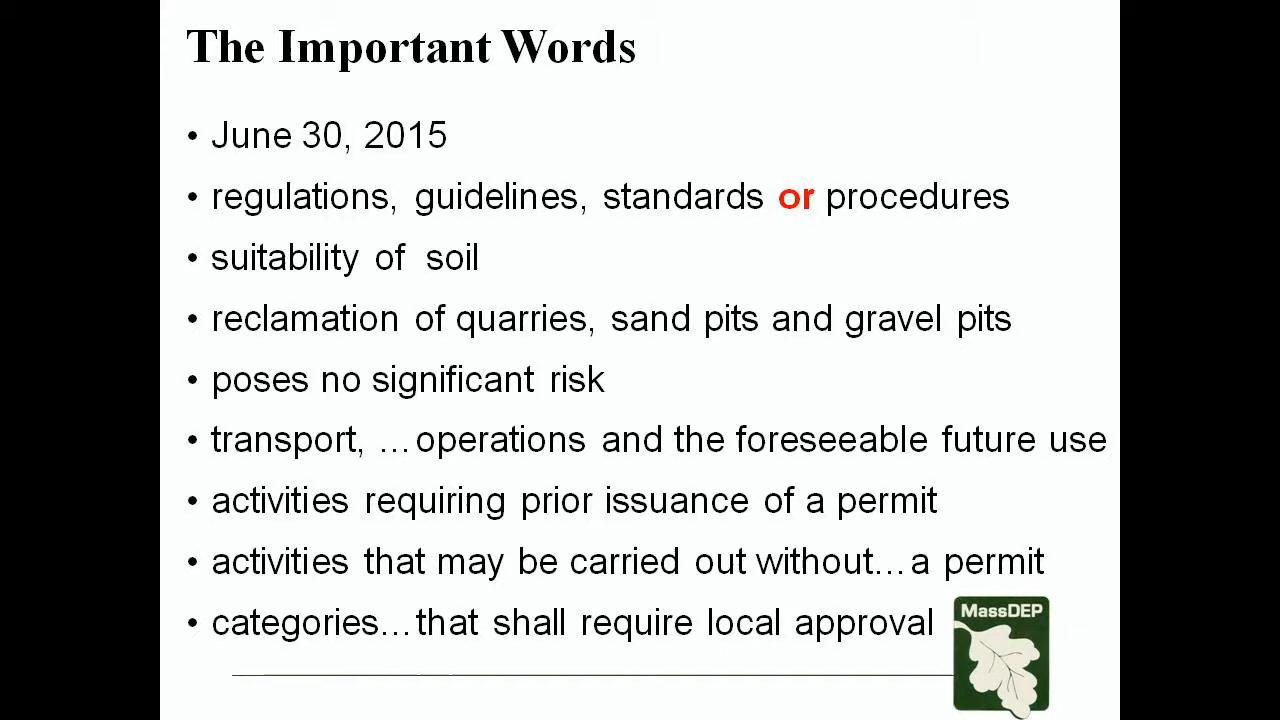 The Important Words
• June 30, 2015
• regulations, guidelines, standards or procedures
• suitability of soil
• reclamation of quarries, sand pits and gravel pits
• poses no significant risk
• transport, ...operations and the foreseeable future use
• activities requiring prior issuance of a permit
• activities that may be carried out without...a permit
• categories...that shall require local approval
MassDEP